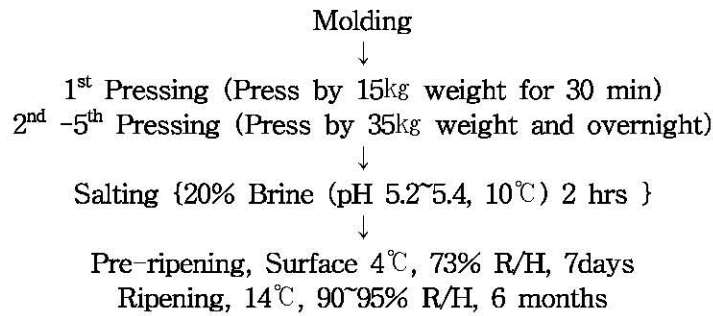 Molding
↓
1st Pressing (Press by 15kg weight for 30 min)
2nd -5th Pressing (Press by 35kg weight and overnight)
↓
Salting {20% Brine (pH 5.2~5.4, 10℃) 2 hrs }
↓
Pre-ripening, Surface 4℃, 73% R/H, 7days
Ripening, 14℃, 90~95% R/H, 6 months